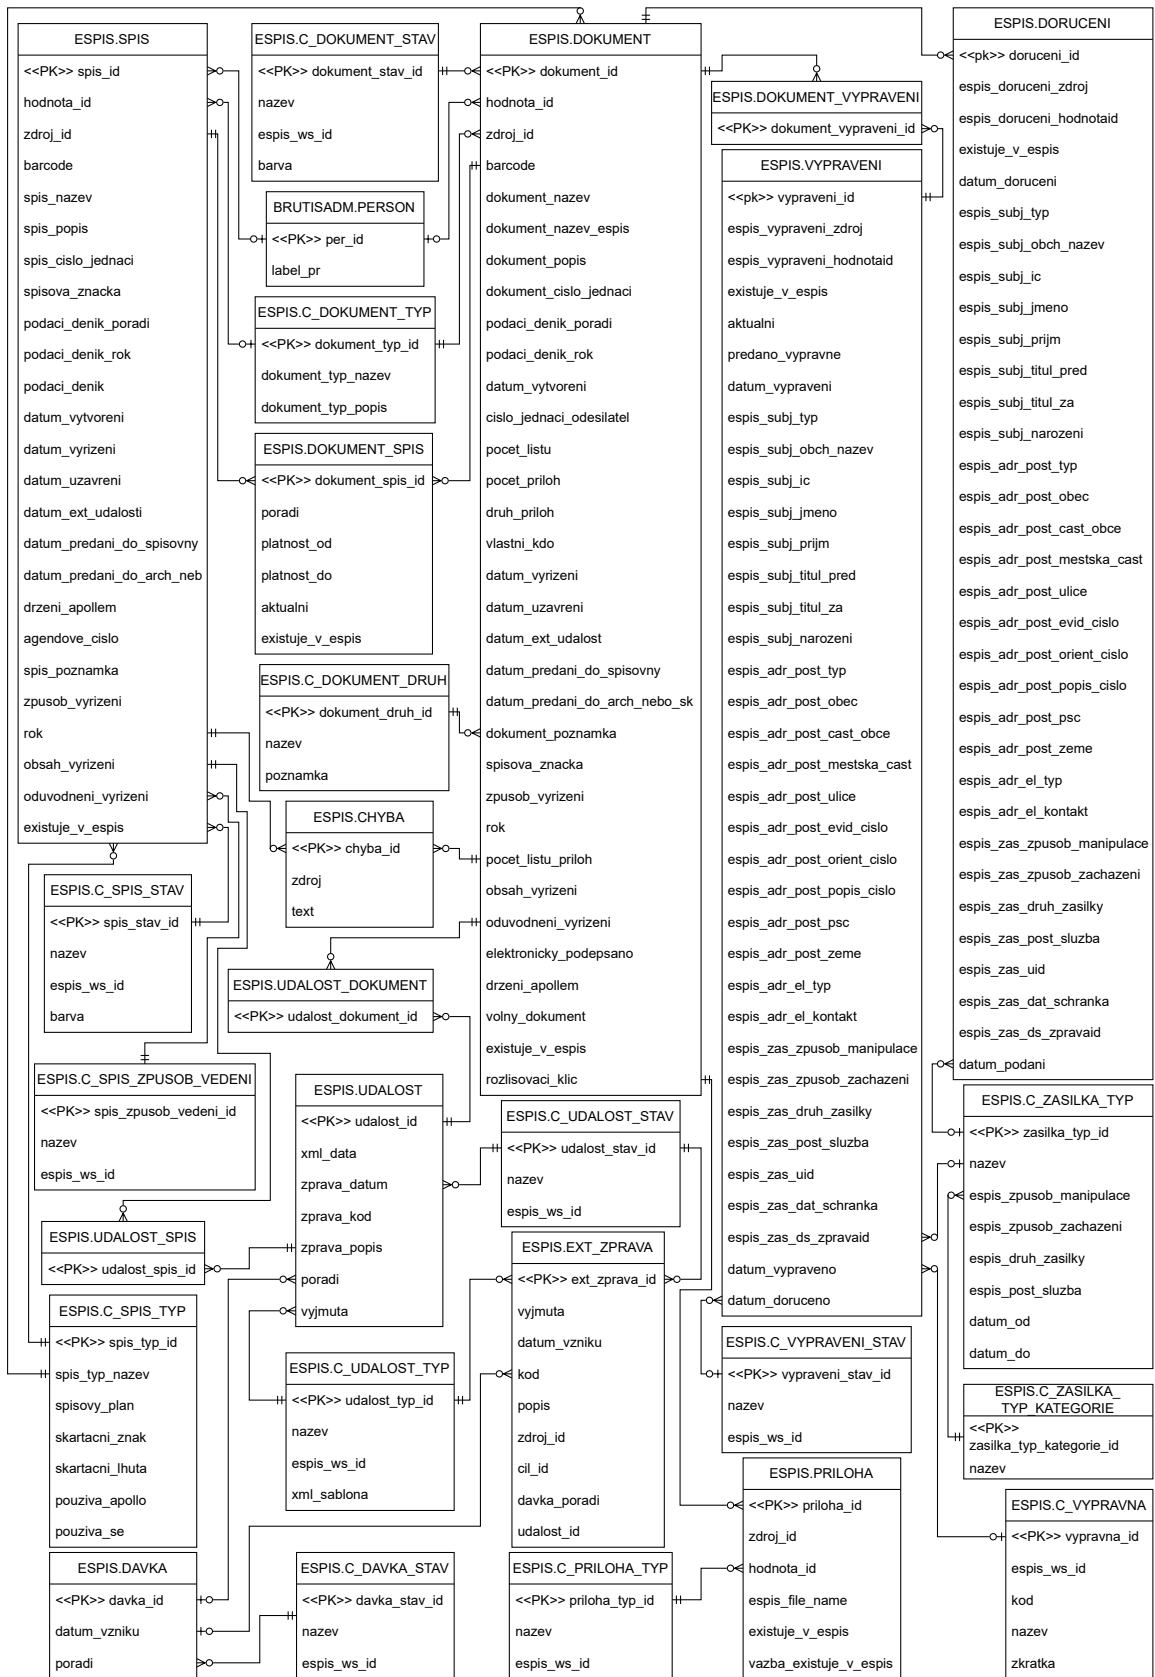 ESPIS.SPIS
<<PK>> spis_id
hodnota_id
zdroj_id
barcode
spis_nazev
spis_popis
spis_cislo_jednaci
spisova_znacka
podaci_denik_poradi
podaci_denik_rok
podaci_denik
datum_vytvoreni
datum_vyrizeni
datum_uzavreni
datum_ext_udalosti
datum_predani_do_spisovny
datum_predani_do_arch_neb
drzeni_apollem
agendove_cislo
spis_poznamka
zpusob_vyrizeni
rok
obsah_vyrizeni
oduvodneni_vyrizeni
existuje_v_espis
ESPIS.C_SPIS_STAV
<<PK>> spis_stav_id
nazev
espis_ws_id
barva
ESPIS.C_SPIS_ZPUSOB_VEDENI
<<PK>> spis_zpusob_vedeni_id
nazev
espis_ws_id
ESPIS.UDALOST_SPIS
<<PK>> udalost_spis_id
ESPIS.C_SPIS_TYP
<<PK>> spis_typ_id
spis_typ_nazev
spisovy_plan
skartacni_znak
skartacni_lhuta
pouziva_apollo
pouziva_se
ESPIS.DAVKA
<<PK>> davka_id
datum_vzniku
poradi
ESPIS.C_DOKUMENT_STAV
<<PK>> dokument_stav_id
nazev
espis_ws_id
barva
BRUTISADM.PERSON
<<PK>> per_id
label_pr
ESPIS.C_DOKUMENT_TYP
<<PK>> dokument_typ_id
dokument_typ_nazev
dokument_typ_popis
ESPIS.DOKUMENT_SPIS
<<PK>> dokument_spis_id
poradi
platnost_od
platnost_do
aktualni
existuje_v_espis
ESPIS.C_DOKUMENT_DRUH
<<PK>> dokument_druh_id
nazev
poznamka
ESPIS.CHYBA
<<PK>> chyba_id
zdroj
text
ESPIS.UDALOST_DOKUMENT
<<PK>> udalost_dokument_id
ESPIS.UDALOST
<<PK>> udalost_id
xml_data
zprava_datum
zprava_kod
zprava_popis
poradi
vyjmuta
ESPIS.C_UDALOST_TYP
<<PK>> udalost_typ_id
nazev
espis_ws_id
xml_sablona
ESPIS.C_DAVKA_STAV
<<PK>> davka_stav_id
nazev
espis_ws_id
ESPIS.DOKUMENT
<<PK>> dokument_id
hodnota_id
zdroj_id
barcode
dokument_nazev
dokument_nazev_espis
dokument_popis
dokument_cislo_jednaci
podaci_denik_poradi
podaci_denik_rok
datum_vytvoreni
cislo_jednaci_odesilatel
pocet_listu
pocet_priloh
druh_priloh
vlastni_kdo
datum_vyrizeni
datum_uzavreni
datum_ext_udalost
datum_predani_do_spisovny
datum_predani_do_arch_nebo_sk
dokument_poznamka
spisova_znacka
zpusob_vyrizeni
rok
pocet_listu_priloh
obsah_vyrizeni
oduvodneni_vyrizeni
elektronicky_podepsano
drzeni_apollem
volny_dokument
existuje_v_espis
rozlisovaci_klic
ESPIS.C_UDALOST_STAV
<<PK>> udalost_stav_id
nazev
espis_ws_id
ESPIS.EXT_ZPRAVA
<<PK>> ext_zprava_id
vyjmuta
datum_vzniku
kod
popis
zdroj_id
cil_id
davka_poradi
udalost_id
ESPIS.C_PRILOHA_TYP
<<PK>> priloha_typ_id
nazev
espis_ws_id
ESPIS.DOKUMENT_VYPRAVENI
<<PK>> dokument_vypraveni_id
ESPIS.VYPRAVENI
<<pk>> vypraveni_id
espis_vypraveni_zdroj
espis_vypraveni_hodnotaid
existuje_v_espis
aktualni
predano_vypravne
datum_vypraveni
espis_subj_typ
espis_subj_obch_nazev
espis_subj_ic
espis_subj_jmeno
espis_subj_prijm
espis_subj_titul_pred
espis_subj_titul_za
espis_subj_narozeni
espis_adr_post_typ
espis_adr_post_obec
espis_adr_post_cast_obce
espis_adr_post_mestska_cast
espis_adr_post_ulice
espis_adr_post_evid_cislo
espis_adr_post_orient_cislo
espis_adr_post_popis_cislo
espis_adr_post_psc
espis_adr_post_zeme
espis_adr_el_typ
espis_adr_el_kontakt
espis_zas_zpusob_manipulace
espis_zas_zpusob_zachazeni
espis_zas_druh_zasilky
espis_zas_post_sluzba
espis_zas_uid
espis_zas_dat_schranka
espis_zas_ds_zpravaid
datum_vypraveno
datum_doruceno
ESPIS.C_VYPRAVENI_STAV
<<PK>> vypraveni_stav_id
nazev
espis_ws_id
ESPIS.PRILOHA
<<PK>> priloha_id
zdroj_id
hodnota_id
espis_file_name
existuje_v_espis
vazba_existuje_v_espis
ESPIS.DORUCENI
<<pk>> doruceni_id
espis_doruceni_zdroj
espis_doruceni_hodnotaid
existuje_v_espis
datum_doruceni
espis_subj_typ
espis_subj_obch_nazev
espis_subj_ic
espis_subj_jmeno
espis_subj_prijm
espis_subj_titul_pred
espis_subj_titul_za
espis_subj_narozeni
espis_adr_post_typ
espis_adr_post_obec
espis_adr_post_cast_obce
espis_adr_post_mestska_cast
espis_adr_post_ulice
espis_adr_post_evid_cislo
espis_adr_post_orient_cislo
espis_adr_post_popis_cislo
espis_adr_post_psc
espis_adr_post_zeme
espis_adr_el_typ
espis_adr_el_kontakt
espis_zas_zpusob_manipulace
espis_zas_zpusob_zachazeni
espis_zas_druh_zasilky
espis_zas_post_sluzba
espis_zas_uid
espis_zas_dat_schranka
espis_zas_ds_zpravaid
datum_podani
ESPIS.C_ZASILKA_TYP
<<PK>> zasilka_typ_id
nazev
espis_zpusob_manipulace
espis_zpusob_zachazeni
espis_druh_zasilky
espis_post_sluzba
datum_od
datum_do
ESPIS.C_ZASILKA_
TYP_KATEGORIE
<<PK>>
zasilka_typ_kategorie_id
nazev
ESPIS.C_VYPRAVNA
<<PK>> vypravna_id
espis_ws_id
kod
nazev
zkratka